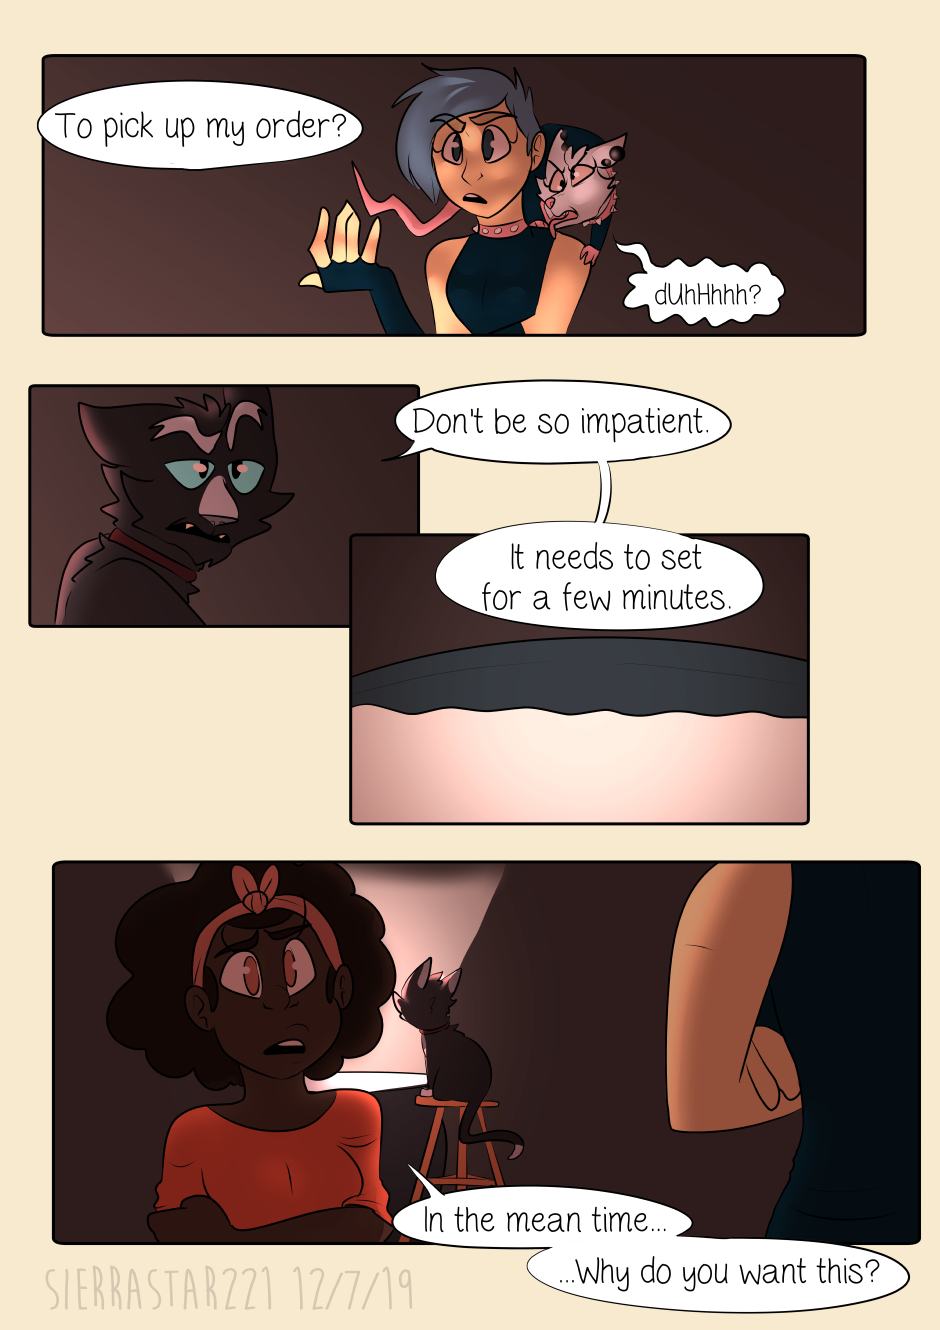 To pick up my order?
dUhHhhh?
Don't be so impatient.
It needs to set
for a few minutes.
In the mean time...
...Why do you want this?
SIERRASTAR221 12/7/19